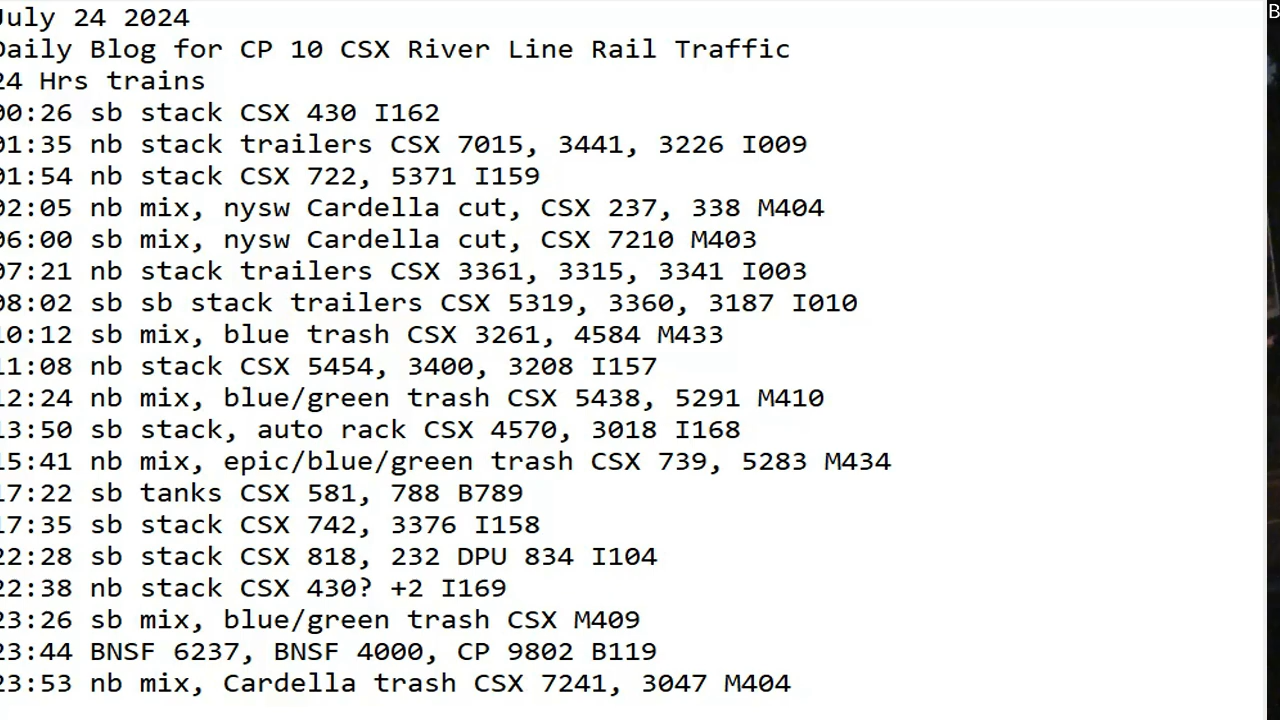 July 24 2024
Daily Blog for CP 10 CSX River Line Rail Traffic
24 Hrs trains
00:26 sb stack CSX 430 I162
01:35 nb stack trailers CSX 7015, 3441, 3226 I009
01:54 nb stack CSX 722, 5371 I159
02:05 nb mix, nysw Cardella cut, CSX 237, 338 M404
06:00 sb mix, nysw Cardella cut, CSX 7210 M403
07:21 nb stack trailers CSX 3361, 3315, 3341 I003
08:02 sb sb stack trailers CSX 5319, 3360, 3187 I010
10:12 sb mix, blue trash CSX 3261, 4584 M433
11:08 nb stack CSX 5454, 3400, 3208 I157
12:24 nb mix, blue/green trash CSX 5438, 5291 M410
13:50 sb stack, auto rack CSX 4570, 3018 I168
15:41 nb mix, epic/blue/green trash CSX 739, 5283 M434
17:22 sb tanks CSX 581, 788 B789
17:35 sb stack CSX 742, 3376 I158
22:28 sb stack CSX 818, 232 DPU 834 I104
22:38 nb stack CSX 430? +2 I169
23:26 sb mix, blue/green trash CSX M409
23:44 BNSF 6237, BNSF 4000, CP 9802 B119
23:53 nb mix, Cardella trash CSX 7241, 3047 M404
B